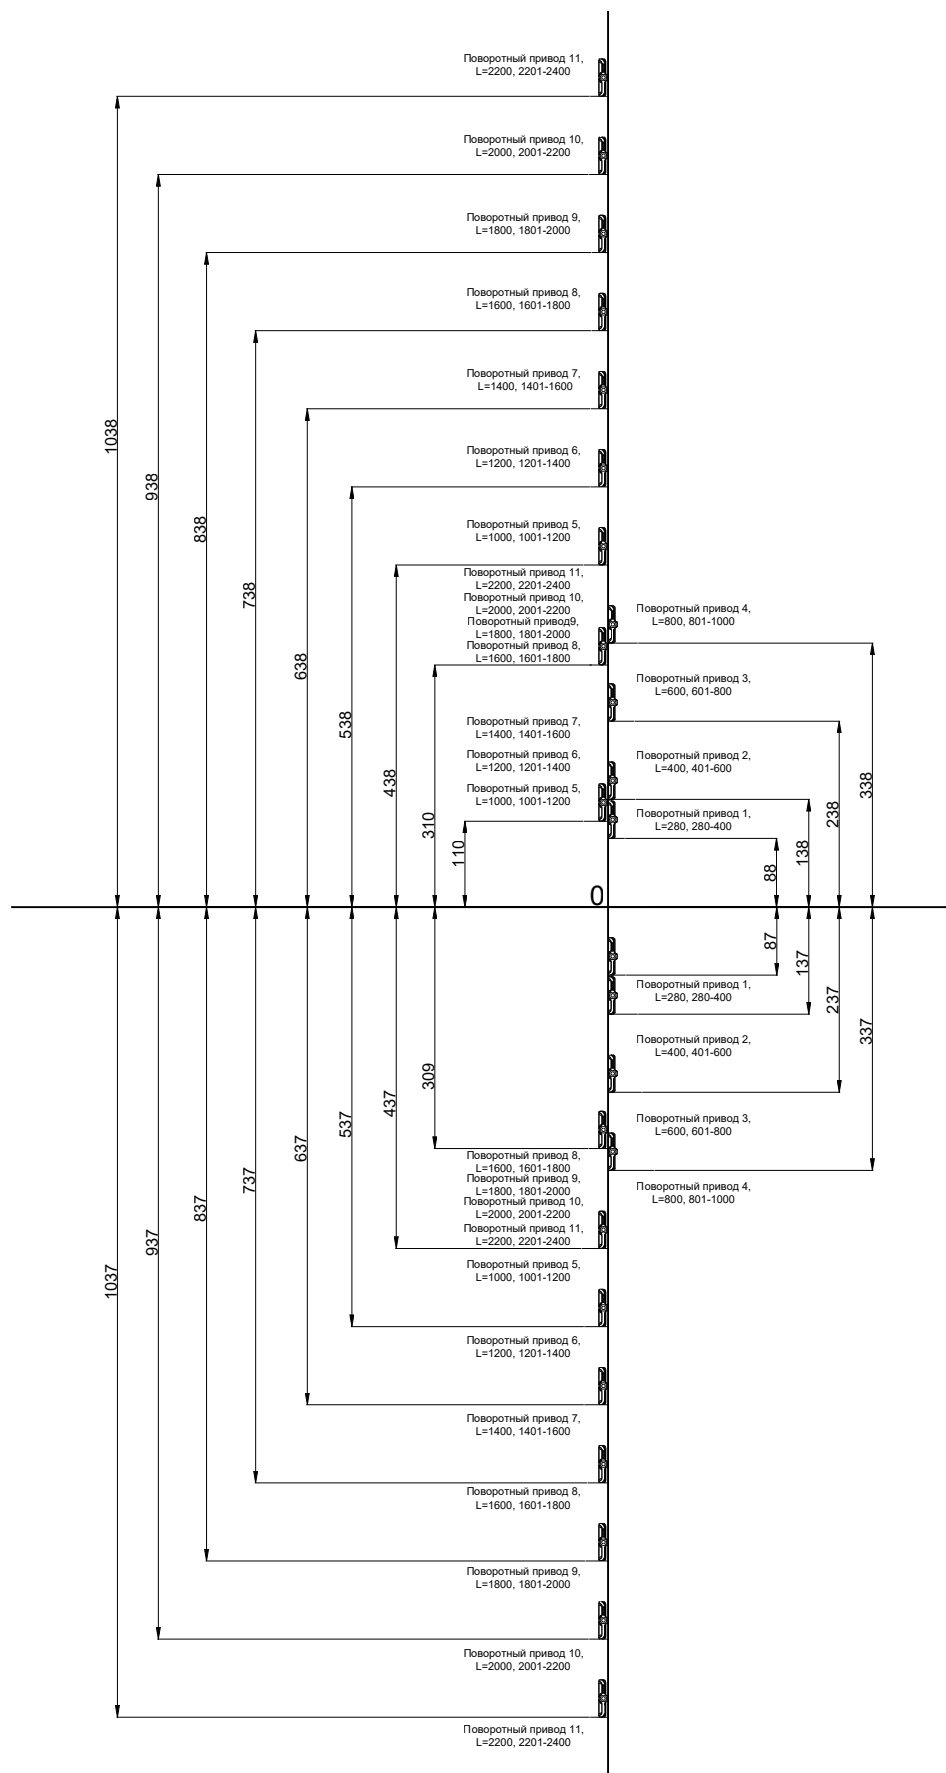 Поворотный привод 11,
L=2200, 2201-2400
Поворотный привод 10,
L=2000, 2001-2200
Поворотный привод 9,
L=1800, 1801-2000
Поворотный привод 8,
L=1600, 1601-1800
Поворотный привод 7,
L=1400, 1401-1600
1038
Поворотный привод 6,
L=1200, 1201-1400
938
838
Поворотный привод 5,
L=1000, 1001-1200
738
Поворотный привод 11,
L=2200, 2201-2400
Поворотный привод 10,
L=2000, 2001-2200
Поворотный привод9,
L=1800, 1801-2000
Поворотный привод 8,
L=1600, 1601-1800
Поворотный привод 4,
L=800, 801-1000
638
Поворотный привод 3,
L=600, 601-800
538
Поворотный привод 7,
L=1400, 1401-1600
Поворотный привод 6,
L=1200, 1201-1400
Поворотный привод 2,
L=400, 401-600
438
338
Поворотный привод 5,
L=1000, 1001-1200
Поворотный привод 1,
L=280, 280-400
310
238
110
138
88
0
87
137
Поворотный привод 1,
L=280, 280-400
237
337
Поворотный привод 2,
L=400, 401-600
309
437
537
637
737
837
937
1037
Поворотный привод 3,
L=600, 601-800
Поворотный привод 8,
L=1600, 1601-1800
Поворотный привод 9,
L=1800, 1801-2000
Поворотный привод 4,
L=800, 801-1000
Поворотный привод 10,
L=2000, 2001-2200
Поворотный привод 11,
L=2200, 2201-2400
Поворотный привод 5,
L=1000, 1001-1200
Поворотный привод 6,
L=1200, 1201-1400
Поворотный привод 7,
L=1400, 1401-1600
Поворотный привод 8,
L=1600, 1601-1800
Поворотный привод 9,
L=1800, 1801-2000
Поворотный привод 10,
L=2000, 2001-2200
Поворотный привод 11,
L=2200, 2201-2400